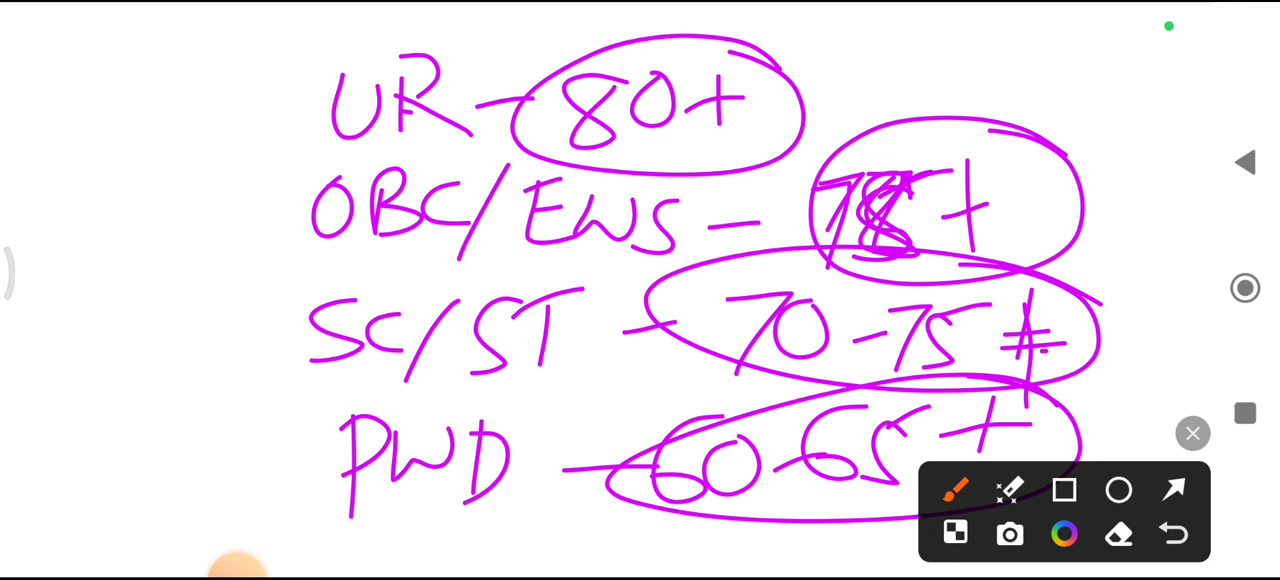 UR - 80+
OBC/EWS - 78+
SC/ST - 70-75+
PWD - 60-65+